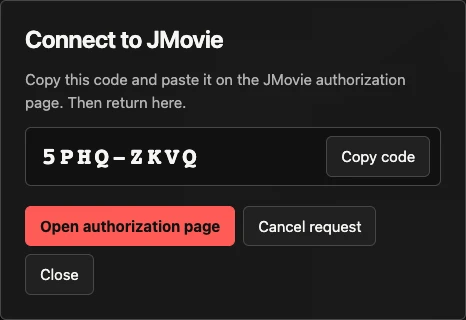 Connect to JMovie
Copy this code and paste it on the JMovie authorization
page. Then return here.
5PHQ-ZKVQ
Copy code
Open authorization page
Cancel request
Close